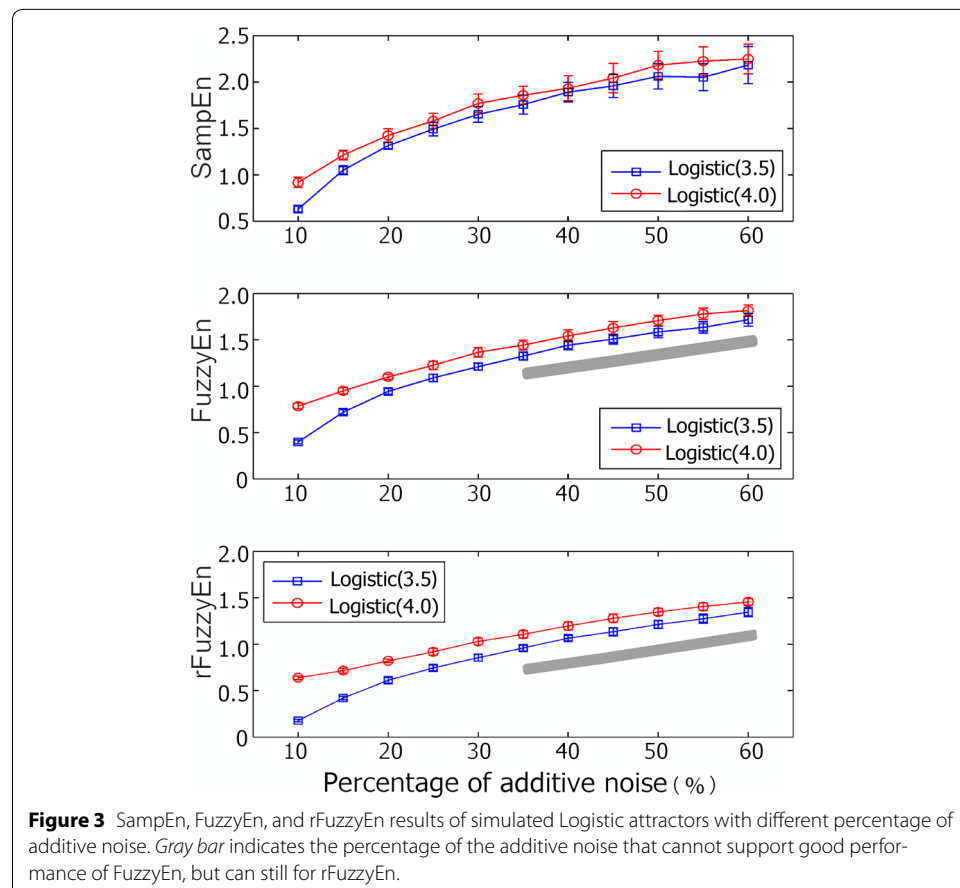 2.5
2.0
1.5
1.0
0.5
SampEn
Logistic(3.5)
Logistic(4.0)
10 20 30 40 50 60
2.0
1.5
1.0
0.5
0
FuzzyEn
Logistic(3.5)
Logistic(4.0)
10 20 30 40 50 60
2.0
1.5
1.0
0.5
0
rFuzzyEn
Logistic(3.5)
Logistic(4.0)
10 20 30 40 50 60
Percentage of additive noise (%)
Figure 3 SampEn, FuzzyEn, and rFuzzyEn results of simulated Logistic attractors with different percentage of
additive noise. Gray bar indicates the percentage of the additive noise that cannot support good perfor-
mance of FuzzyEn, but can still for rFuzzyEn.